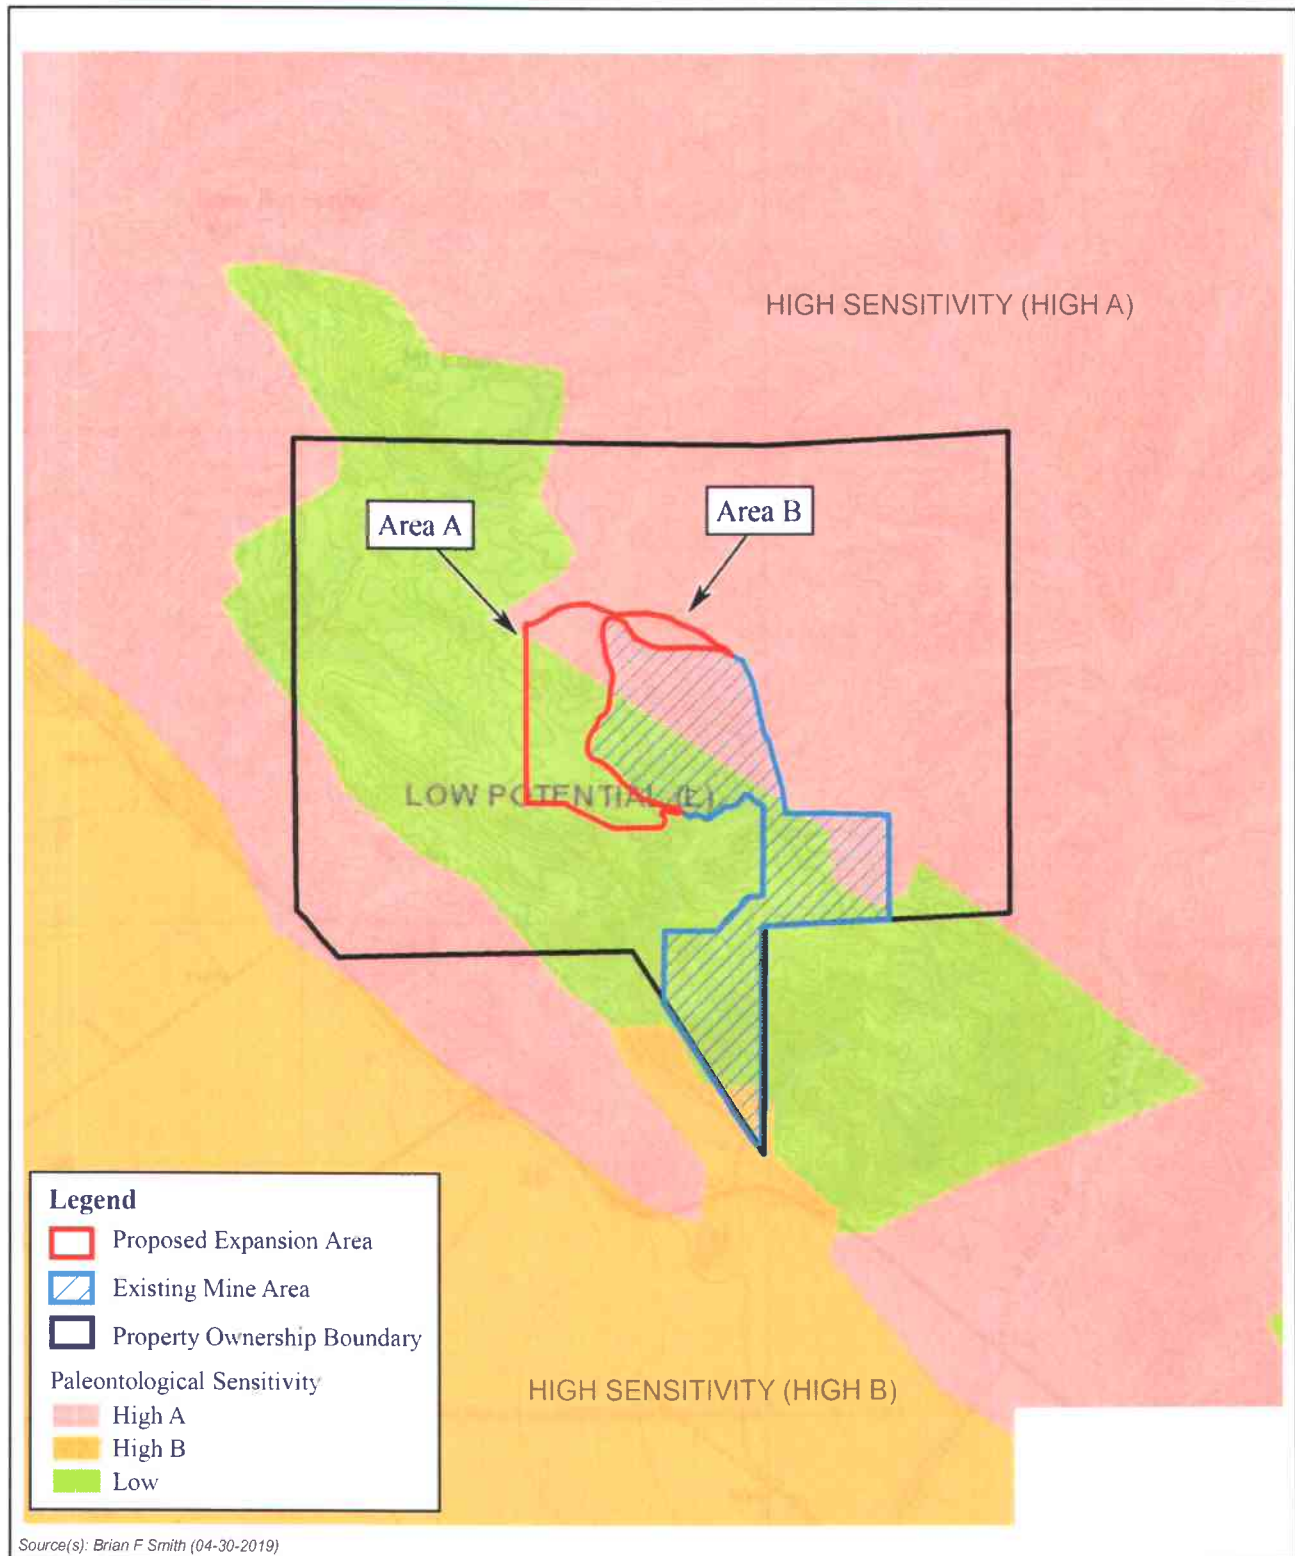 HIGH SENSITIVITY (HIGH A)
Area A
Area B
LOW POTENTIAL (L)
HIGH SENSITIVITY (HIGH B)
Legend
Proposed Expansion Area
Existing Mine Area
Property Ownership Boundary
Paleontological Sensitivity
High A
High B
Low
Source(s): Brian F Smith (04-30-2019)